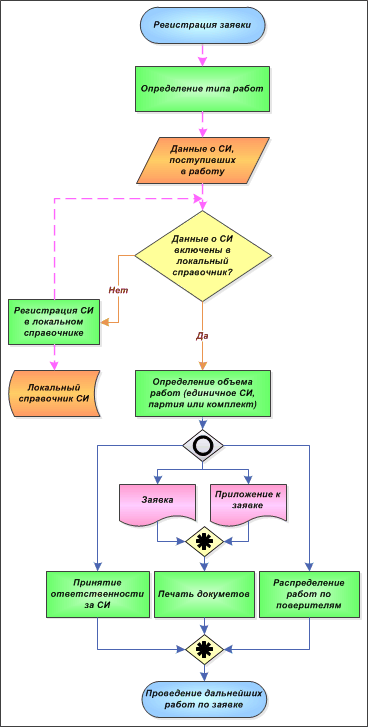 Регистрация заявки
Определение типа работ
Данные о СИ,
поступивших
в работу
Данные о СИ
включены в
локальный
справочник?
Нет
Регистрация СИ
в локальном
справочнике
Да
Локальный
справочник СИ
Определение объема
работ (единичное СИ,
партия или комплект)
Заявка
Приложение к
заявке
Принятие
ответственности
за СИ
Печать докуметов
Распределение
работ по
поверителям
Проведение дальнейших
работ по заявке